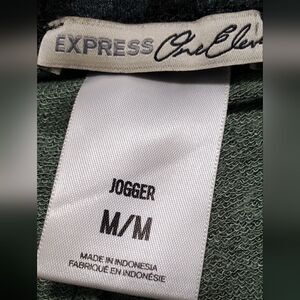 EXPRESS One Eleven
JOGGER
M/M
MADE IN INDONESIA
FABRIQUÉ EN INDONÉSIE